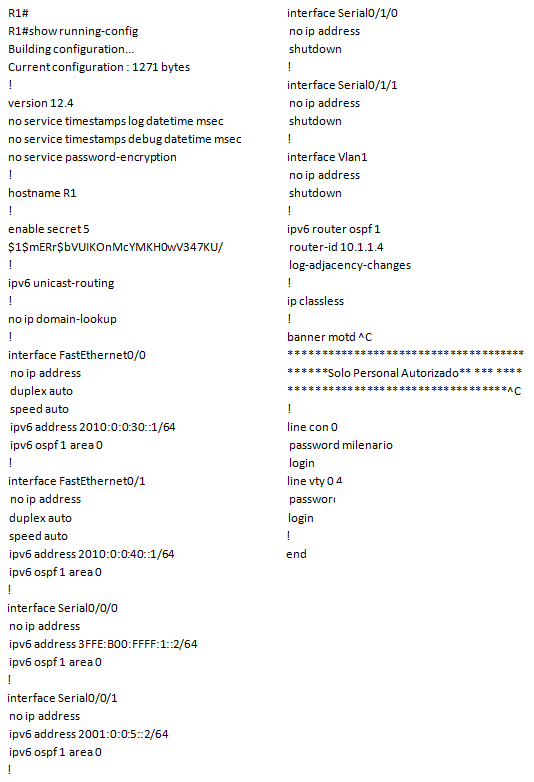 R1#
R1#show running-config
Building configuration...
Current configuration : 1271 bytes
!
version 12.4
no service timestamps log datetime msec
no service timestamps debug datetime msec
no service password-encryption
!
hostname R1
!
enable secret 5
$1$mERr$bVUIKOnMcYMKH0wV347KU/
!
ipv6 unicast-routing
!
no ip domain-lookup
!
interface FastEthernet0/0
no ip address
duplex auto
speed auto
ipv6 address 2010:0:0:30::1/64
ipv6 ospf 1 area 0
!
interface FastEthernet0/1
no ip address
duplex auto
speed auto
ipv6 address 2010:0:0:40::1/64
ipv6 ospf 1 area 0
!
interface Serial0/0/0
no ip address
ipv6 address 3FFE:B00:FFFF:1::2/64
ipv6 ospf 1 area 0
!
interface Serial0/0/1
no ip address
ipv6 address 2001:0:0:5::2/64
ipv6 ospf 1 area 0
!
interface Serial0/1/0
no ip address
shutdown
!
interface Serial0/1/1
no ip address
shutdown
!
interface Vlan1
no ip address
shutdown
!
ipv6 router ospf 1
router-id 10.1.1.4
log-adjacency-changes
!
ip classless
!
banner motd ^C
***********************************
******Solo Personal Autorizado** *** ****
*********************************^C
!
line con 0
password milenario
login
line vty 0 4
password
login
!
end